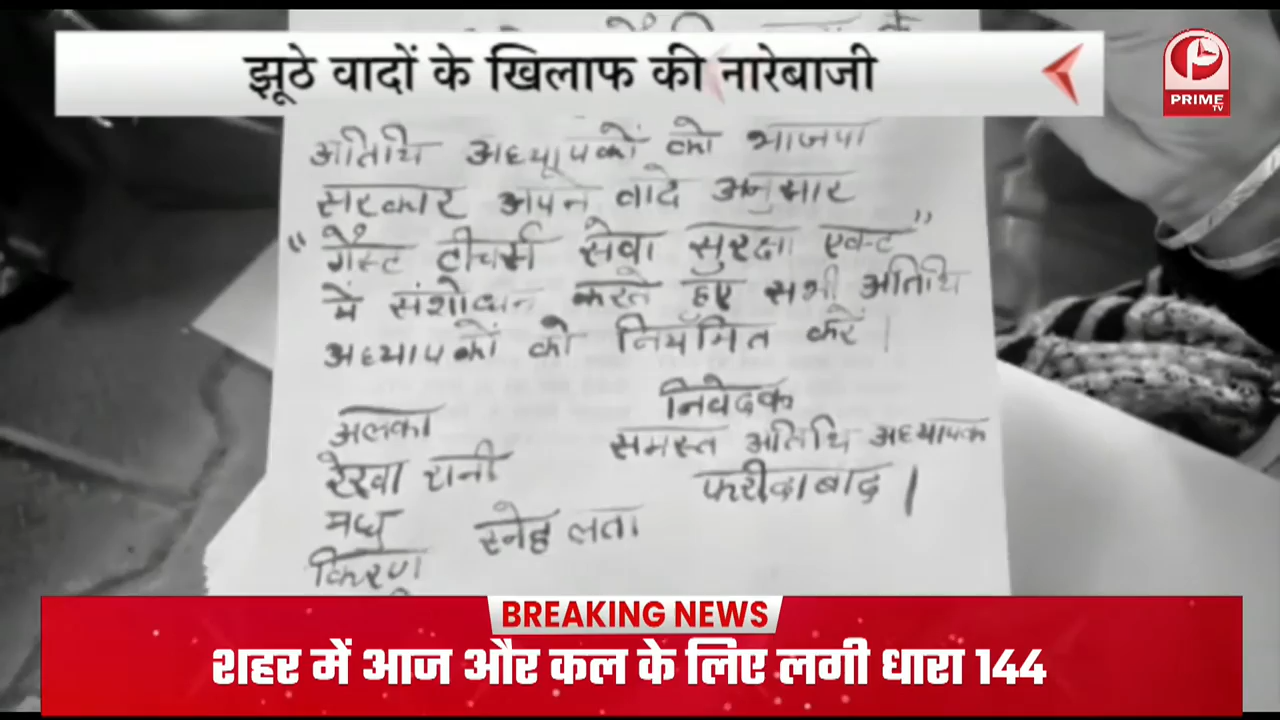 झूठे वादों के खिलाफ की नारेबाजी
PRIME
TV
अतिथि अध्यापकों को भाजपा
सरकार अपने वादे अनुसार
"गेस्ट टीचर्स सेवा सुरक्षा एक्ट"
में संशोधन करते हुए सभी अतिथि
अध्यापकों को नियमित करें।
निवेदक
अलका
समस्त अतिथि अध्यापक
रेखा रानी
फरीदाबाद।
मधु स्नेह लता
किरण
BREAKING NEWS
शहर में आज और कल के लिए लगी धारा 144